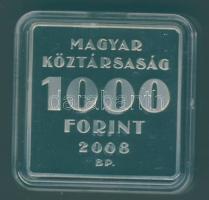 MAGYAR
KÖZTÁRSASÁG
1000
FORINT
2008
BP.